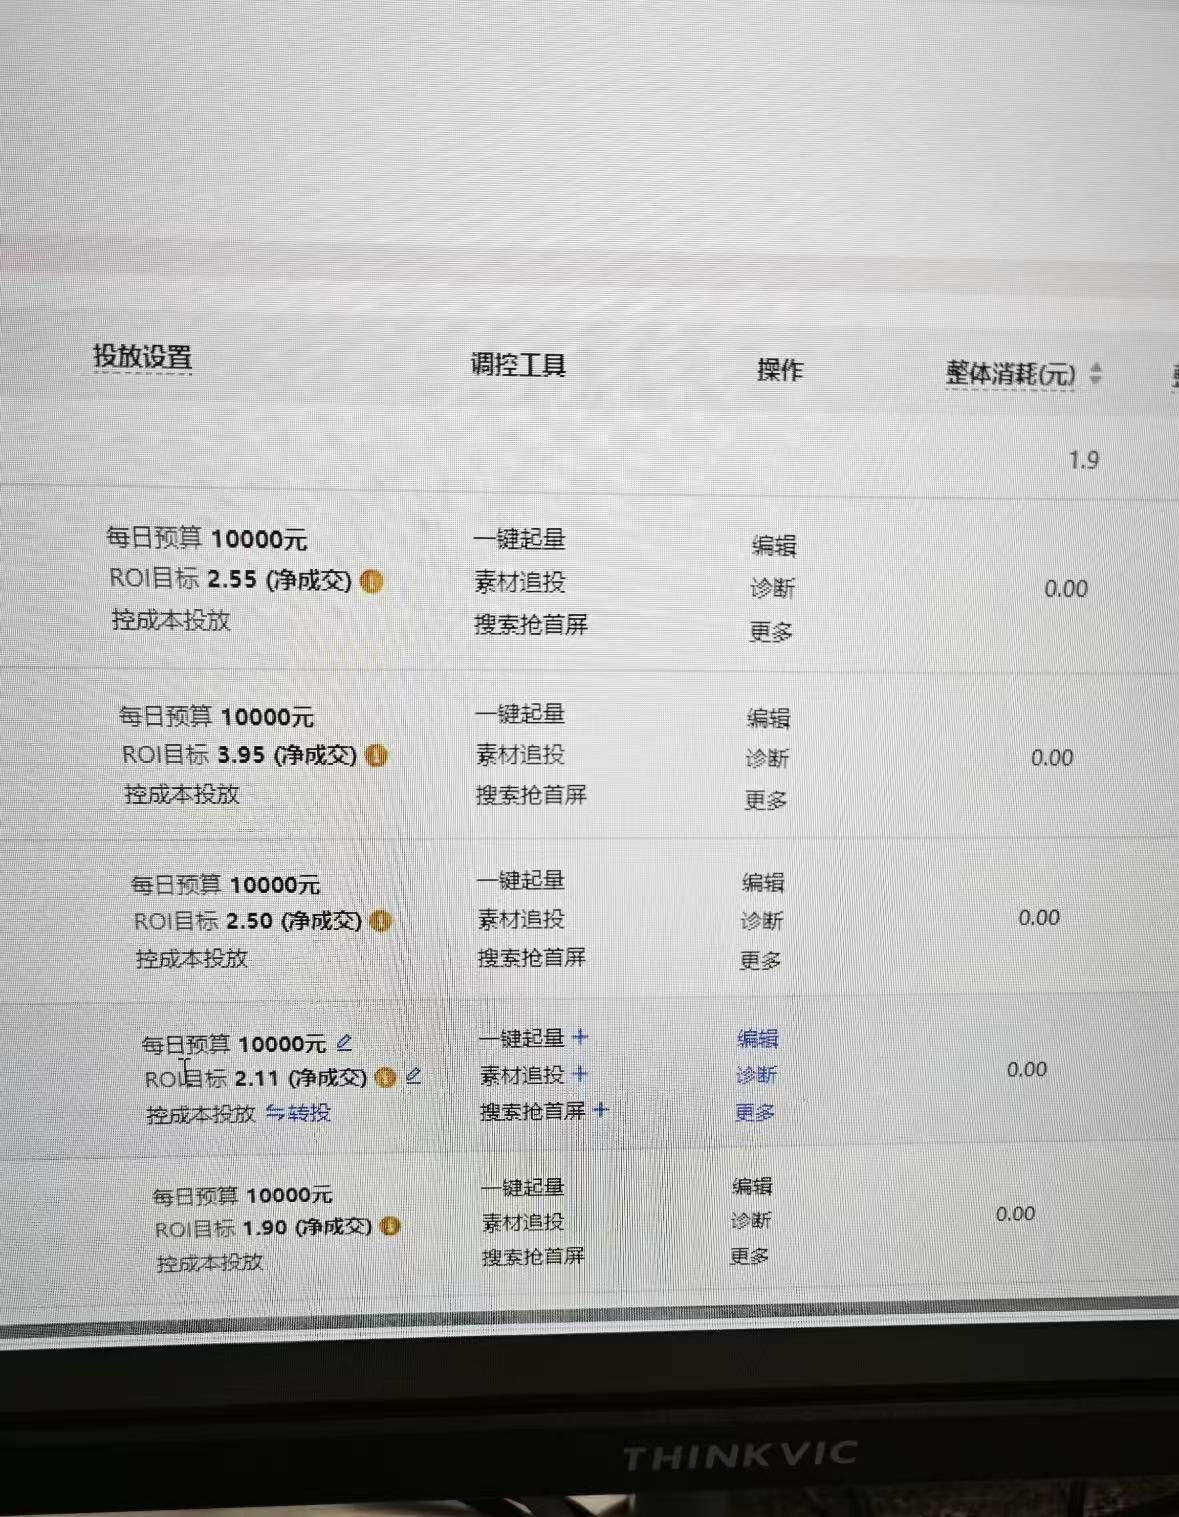 投放设置 调控工具 操作 整体消耗(元)
1.9
每日预算 10000元 一键起量 编辑
ROI目标 2.55 (净成交) 素材追投 诊断 0.00
控成本投放 搜索抢首屏 更多
每日预算 10000元 一键起量 编辑
ROI目标 3.95 (净成交) 素材追投 诊断 0.00
控成本投放 搜索抢首屏 更多
每日预算 10000元 一键起量 编辑
ROI目标 2.50 (净成交) 素材追投 诊断 0.00
控成本投放 搜索抢首屏 更多
每日预算 10000元 一键起量 + 编辑
ROI目标 2.11 (净成交) 素材追投 + 诊断 0.00
控成本投放 ⇋转投 搜索抢首屏 + 更多
每日预算 10000元 一键起量 编辑
ROI目标 1.90 (净成交) 素材追投 诊断 0.00
控成本投放 搜索抢首屏 更多
THINKVIC